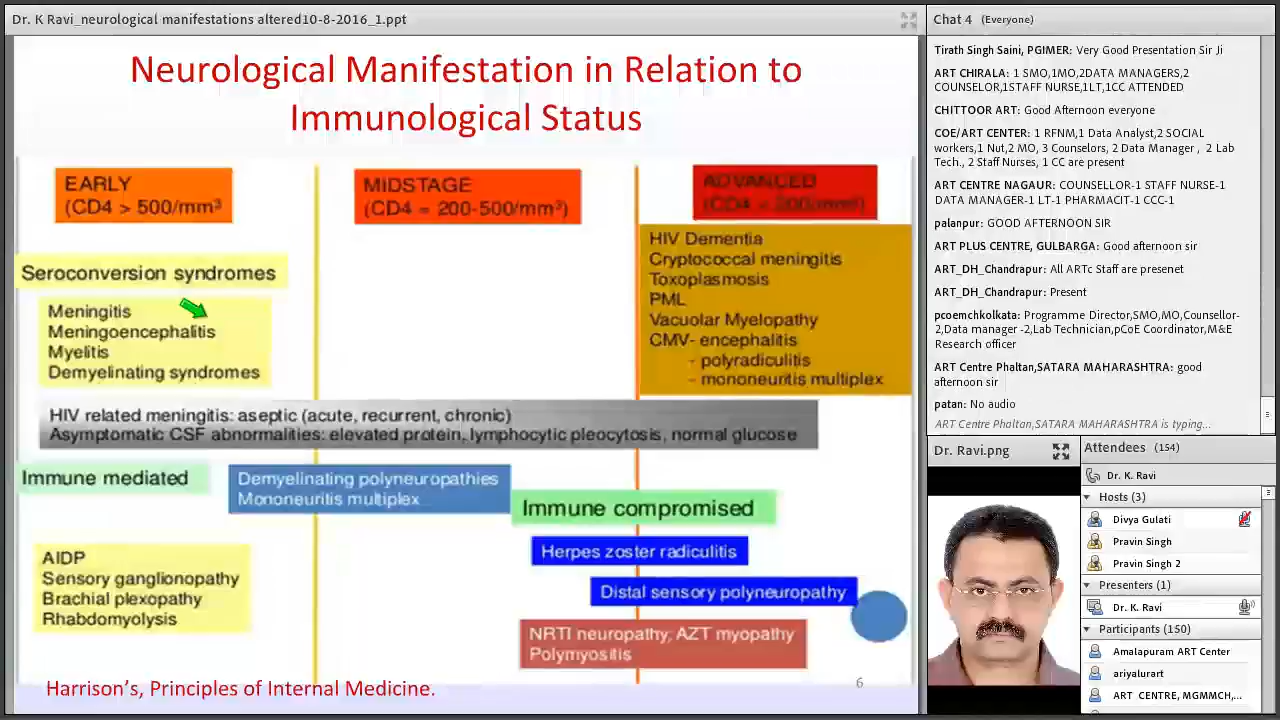 Dr. K Ravi_neurological manifestations altered10-8-2016_1.ppt
Neurological Manifestation in Relation to
Immunological Status
EARLY
(CD4 > 500/mm³
MIDSTAGE
(CD4 = 200-500/mm³)
ADVANCED
HIV Dementia
Cryptococcal meningitis
Toxoplasmosis
PML
Vacuolar Myelopathy
CMV- encephalitis
- polyradiculitis
- mononeuritis multiplex
Seroconversion syndromes
Meningitis
Meningoencephalitis
Myelitis
Demyelinating syndromes
HIV related meningitis: aseptic (acute, recurrent, chronic)
Asymptomatic CSF abnormalities: elevated protein, lymphocytic pleocytosis, normal glucose
Immune mediated
Demyelinating polyneuropathies
Mononeuritis multiplex
Immune compromised
Herpes zoster radiculitis
Distal sensory polyneuropathy
AIDP
Sensory ganglionopathy
Brachial plexopathy
Rhabdomyolysis
NRTI neuropathy, AZT myopathy
Polymyositis
Harrison's, Principles of Internal Medicine.
6
Chat 4 (Everyone)
Tirath Singh Saini, PGIMER: Very Good Presentation Sir Ji
ART CHIRALA: 1 SMO,1MO,2DATA MANAGERS,2
COUNSELOR,1STAFF NURSE,1LT,1CC ATTENDED
CHITTOOR ART: Good Afternoon everyone
COE/ART CENTER: 1 RFNM,1 Data Analyst,2 SOCIAL
workers,1 Nut,2 MO, 3 Counselors, 2 Data Manager , 2 Lab
Tech., 2 Staff Nurses, 1 CC are present
ART CENTRE NAGAUR: COUNSELLOR-1 STAFF NURSE-1
DATA MANAGER-1 LT-1 PHARMACIT-1 CCC-1
palanpur: GOOD AFTERNOON SIR
ART PLUS CENTRE, GULBARGA: Good afternoon sir
ART_DH_Chandrapur: All ARTc Staff are presenet
ART_DH_Chandrapur: Present
pcoemchkolkata: Programme Director,SMO,MO,Counsellor-
2,Data manager -2,Lab Technician,pCoE Coordinator,M&E
Research officer
ART Centre Phaltan,SATARA MAHARASHTRA: good
afternoon sir
patan: No audio
ART Centre Phaltan,SATARA MAHARASHTRA is typing...
Dr. Ravi.png
Attendees (154)
Dr. K. Ravi
Hosts (3)
Divya Gulati
Pravin Singh
Pravin Singh 2
Presenters (1)
Dr. K. Ravi
Participants (150)
Amalapuram ART Center
ariyalurart
ART CENTRE, MGMMCH,...